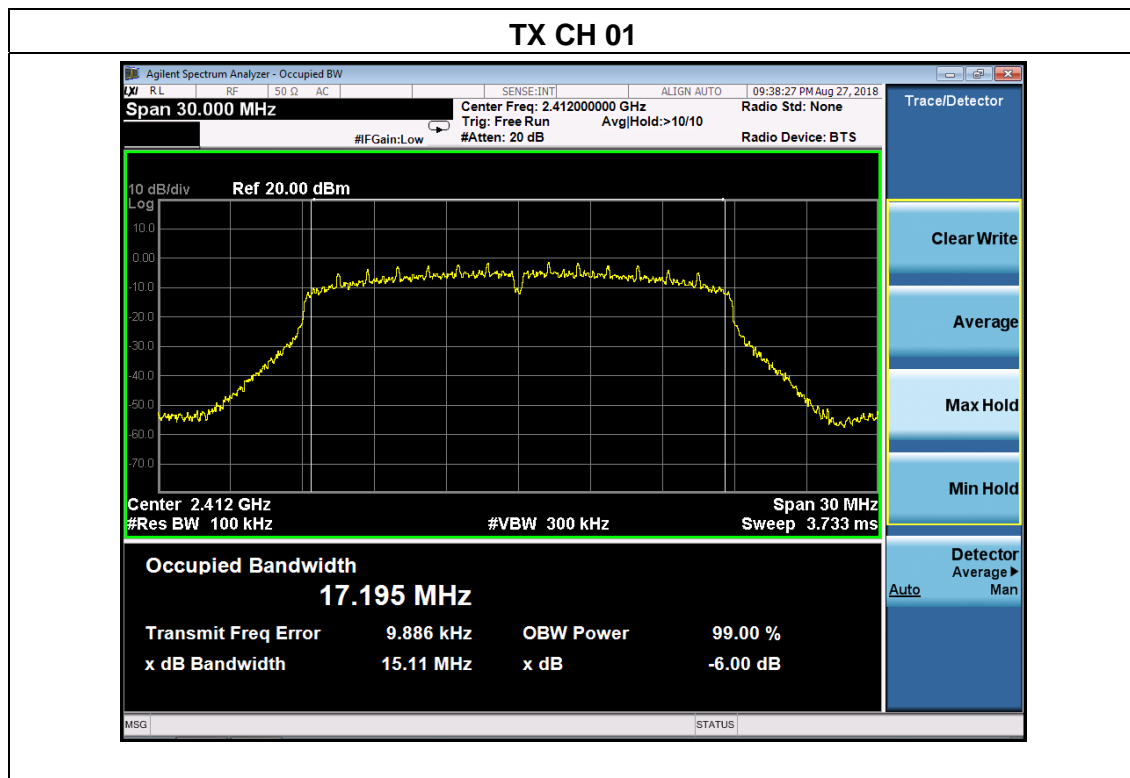 TX CH 01
Agilent Spectrum Analyzer - Occupied BW
LXI RL RF 50 Ω AC SENSE:INT ALIGN AUTO 09:38:27 PM Aug 27, 2018
Span 30.000 MHz
Center Freq: 2.412000000 GHz Radio Std: None
Trig: Free Run Avg|Hold:>10/10
#IFGain:Low #Atten: 20 dB Radio Device: BTS
10 dB/div Ref 20.00 dBm
Log
10.0
0.00
-10.0
-20.0
-30.0
-40.0
-50.0
-60.0
-70.0
Center 2.412 GHz Span 30 MHz
#Res BW 100 kHz #VBW 300 kHz Sweep 3.733 ms
Occupied Bandwidth
17.195 MHz
Transmit Freq Error 9.886 kHz OBW Power 99.00 %
x dB Bandwidth 15.11 MHz x dB -6.00 dB
MSG STATUS
Trace/Detector
Clear Write
Average
Max Hold
Min Hold
Detector
Average
Auto Man